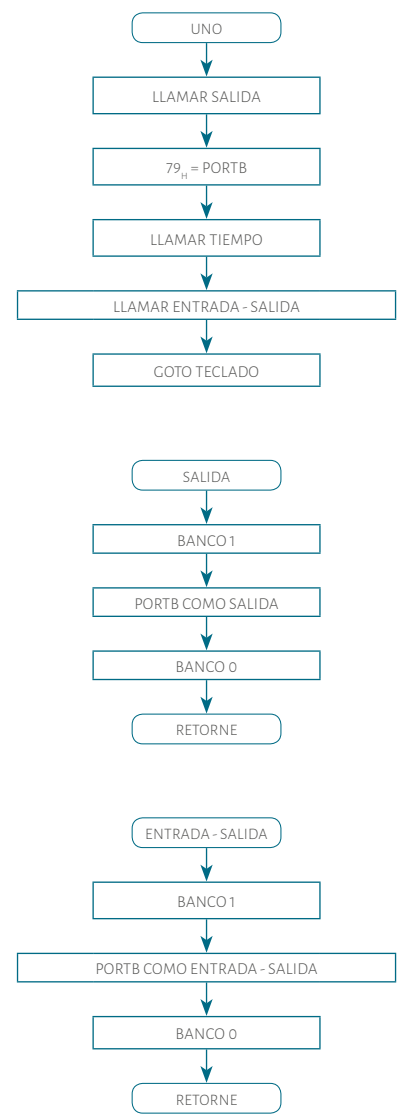 UNO
LLAMAR SALIDA
79H = PORTB
LLAMAR TIEMPO
LLAMAR ENTRADA - SALIDA
GOTO TECLADO
SALIDA
BANCO 1
PORTB COMO SALIDA
BANCO 0
RETORNE
ENTRADA - SALIDA
BANCO 1
PORTB COMO ENTRADA - SALIDA
BANCO 0
RETORNE